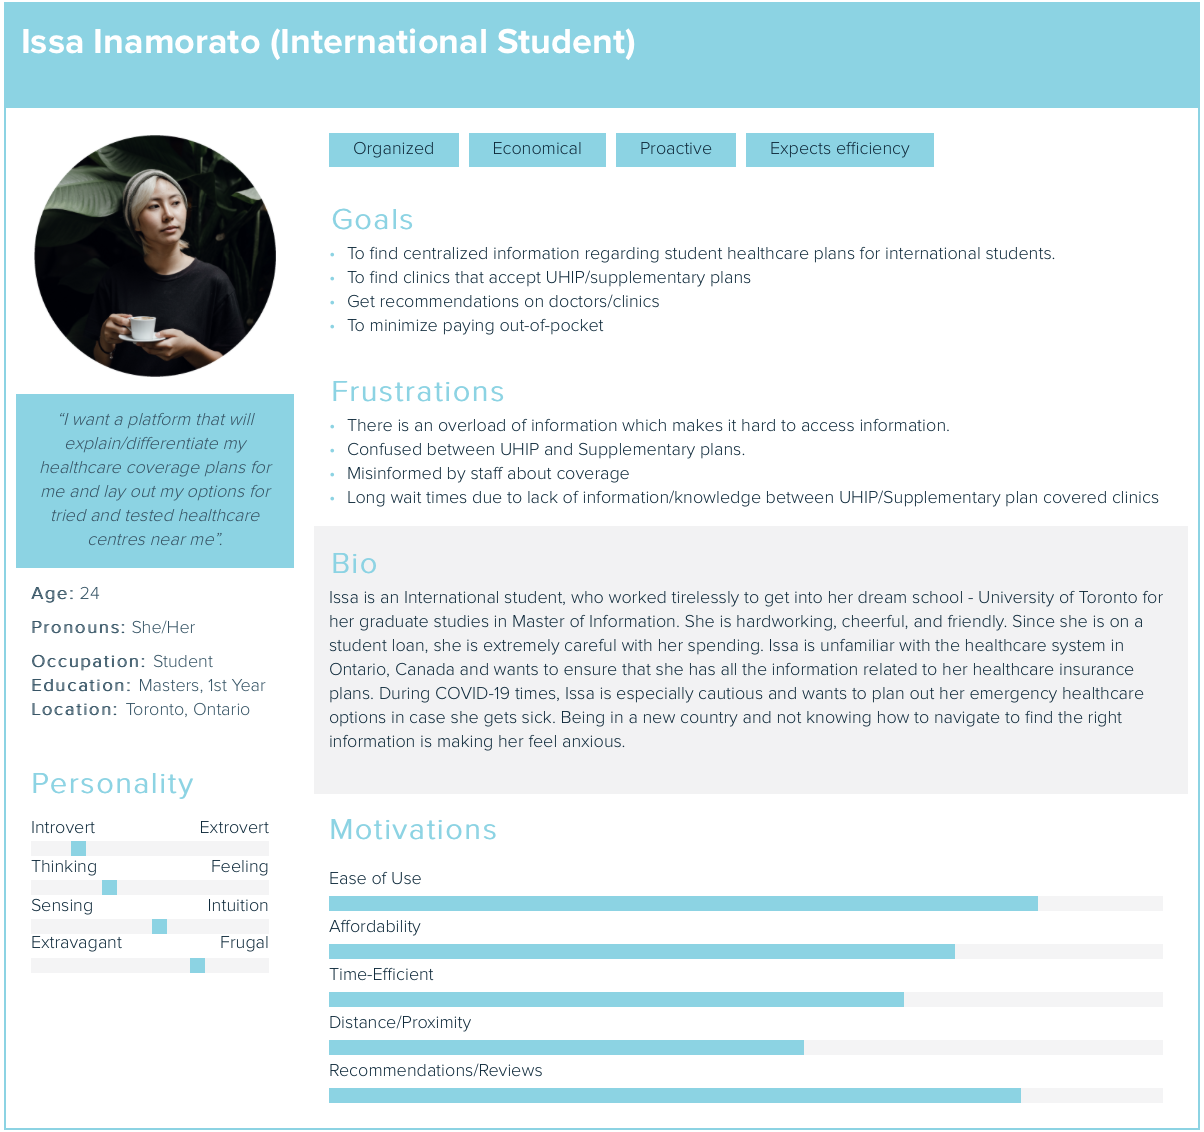 Issa Inamorato (International Student)
Organized
Economical
Proactive
Expects efficiency
Goals
• To find centralized information regarding student healthcare plans for international students.
• To find clinics that accept UHIP/supplementary plans
• Get recommendations on doctors/clinics
• To minimize paying out-of-pocket
Frustrations
• There is an overload of information which makes it hard to access information.
• Confused between UHIP and Supplementary plans.
• Misinformed by staff about coverage
• Long wait times due to lack of information/knowledge between UHIP/Supplementary plan covered clinics
“I want a platform that will
explain/differentiate my
healthcare coverage plans for
me and lay out my options for
tried and tested healthcare
centres near me”.
Age: 24
Pronouns: She/Her
Occupation: Student
Education: Masters, 1st Year
Location: Toronto, Ontario
Bio
Issa is an International student, who worked tirelessly to get into her dream school - University of Toronto for
her graduate studies in Master of Information. She is hardworking, cheerful, and friendly. Since she is on a
student loan, she is extremely careful with her spending. Issa is unfamiliar with the healthcare system in
Ontario, Canada and wants to ensure that she has all the information related to her healthcare insurance
plans. During COVID-19 times, Issa is especially cautious and wants to plan out her emergency healthcare
options in case she gets sick. Being in a new country and not knowing how to navigate to find the right
information is making her feel anxious.
Personality
Introvert Extrovert
Thinking Feeling
Sensing Intuition
Extravagant Frugal
Motivations
Ease of Use
Affordability
Time-Efficient
Distance/Proximity
Recommendations/Reviews